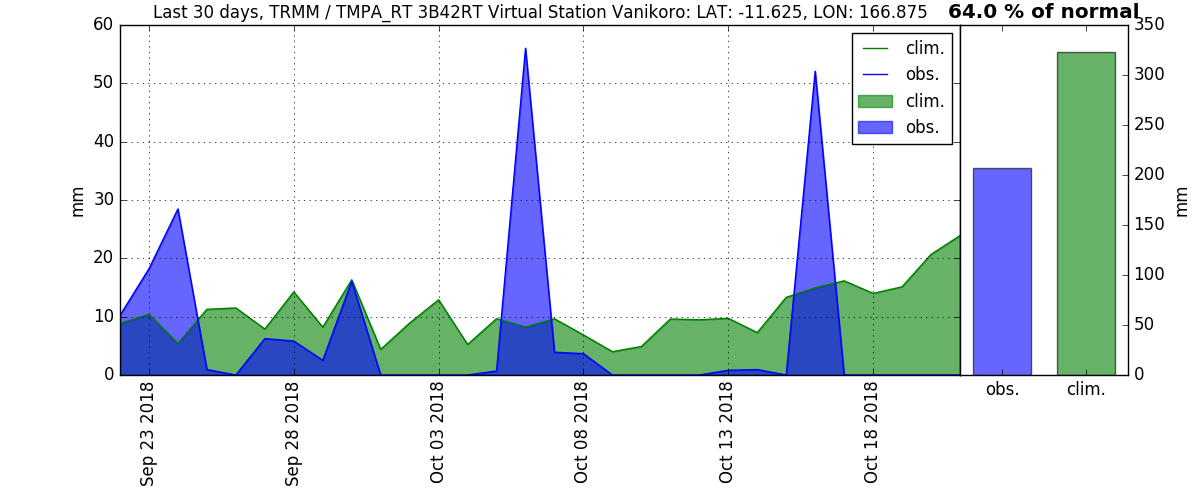 Last 30 days, TRMM / TMPA_RT 3B42RT Virtual Station Vanikoro: LAT: -11.625, LON: 166.875
64.0 % of normal
60
50
40
30
20
10
0
mm
clim.
obs.
clim.
obs.
Sep 23 2018
Sep 28 2018
Oct 03 2018
Oct 08 2018
Oct 13 2018
Oct 18 2018
350
300
250
200
150
100
50
0
mm
obs.
clim.